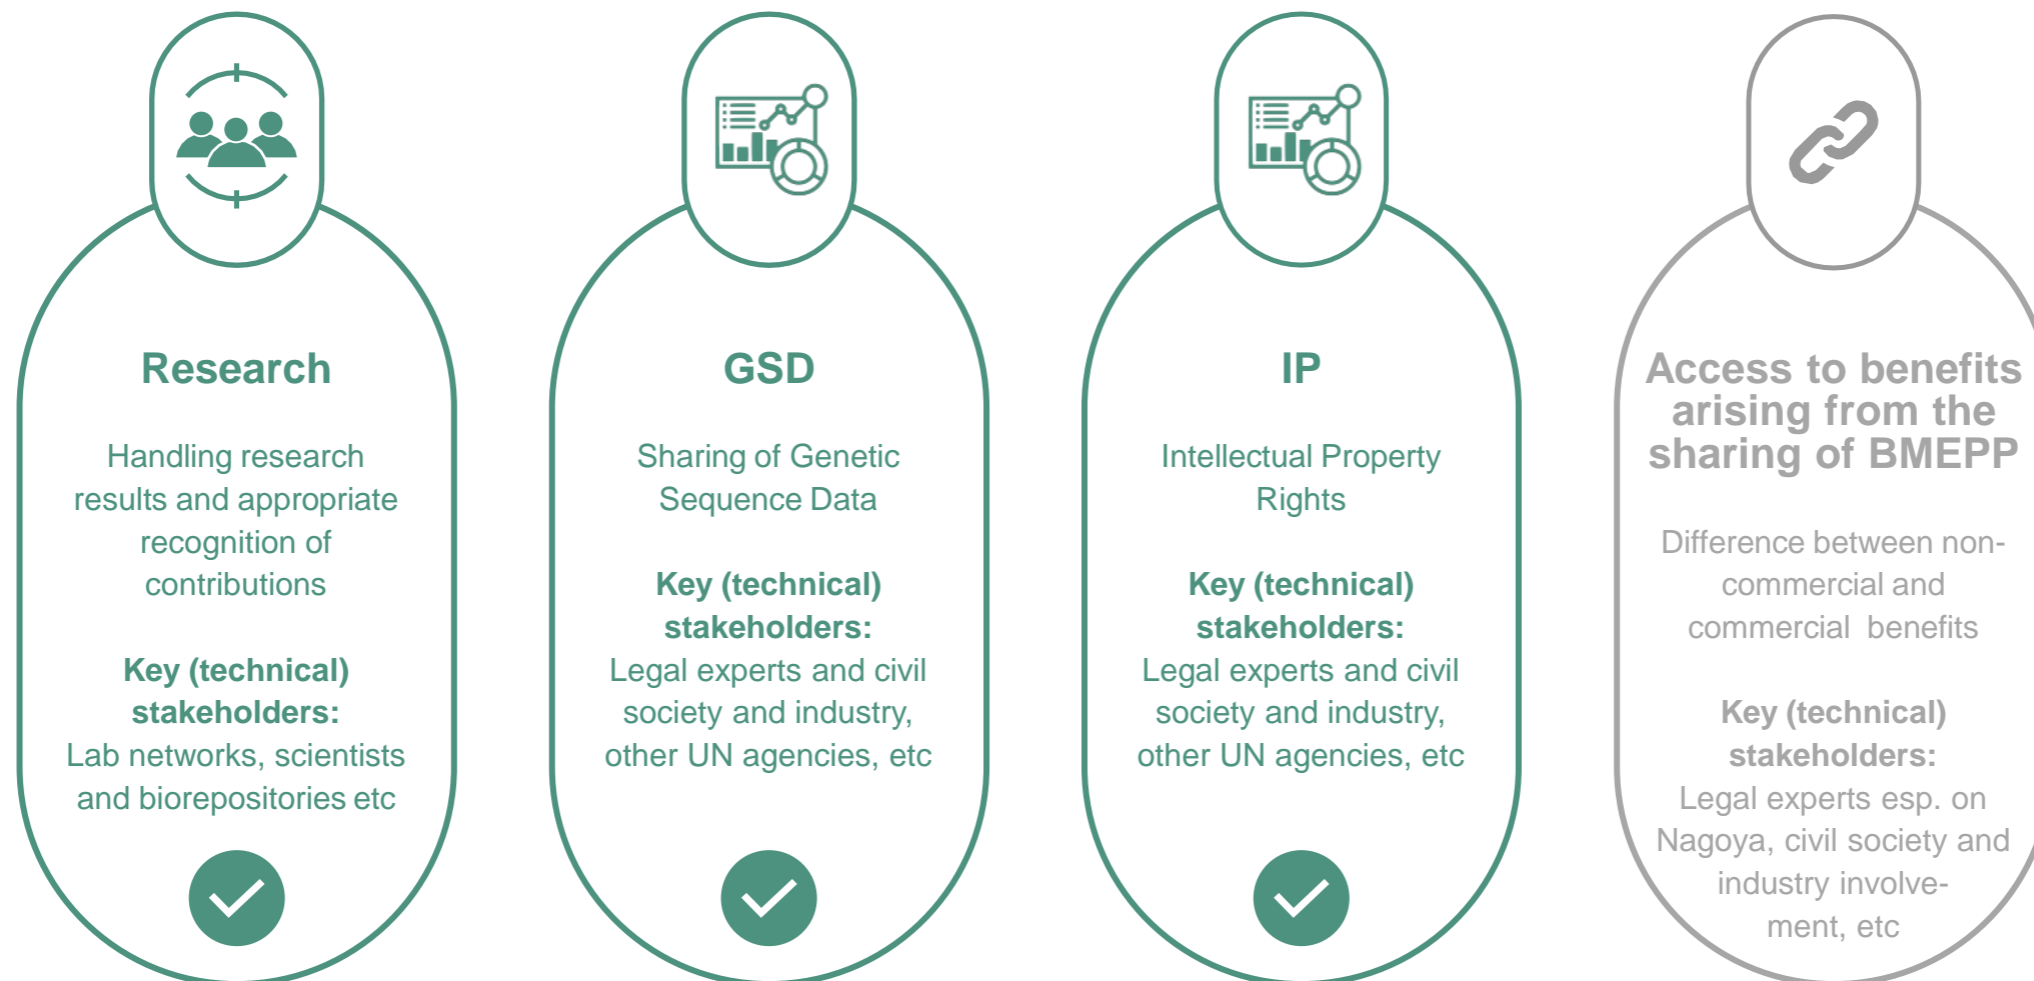 Research
Handling research
results and appropriate
recognition of
contributions
Key (technical)
stakeholders:
Lab networks, scientists
and biorepositories etc
GSD
Sharing of Genetic
Sequence Data
Key (technical)
stakeholders:
Legal experts and civil
society and industry,
other UN agencies, etc
IP
Intellectual Property
Rights
Key (technical)
stakeholders:
Legal experts and civil
society and industry,
other UN agencies, etc
Access to benefits
arising from the
sharing of BMEPP
Difference between non-
commercial and
commercial benefits
Key (technical)
stakeholders:
Legal experts esp. on
Nagoya, civil society and
industry involve-
ment, etc